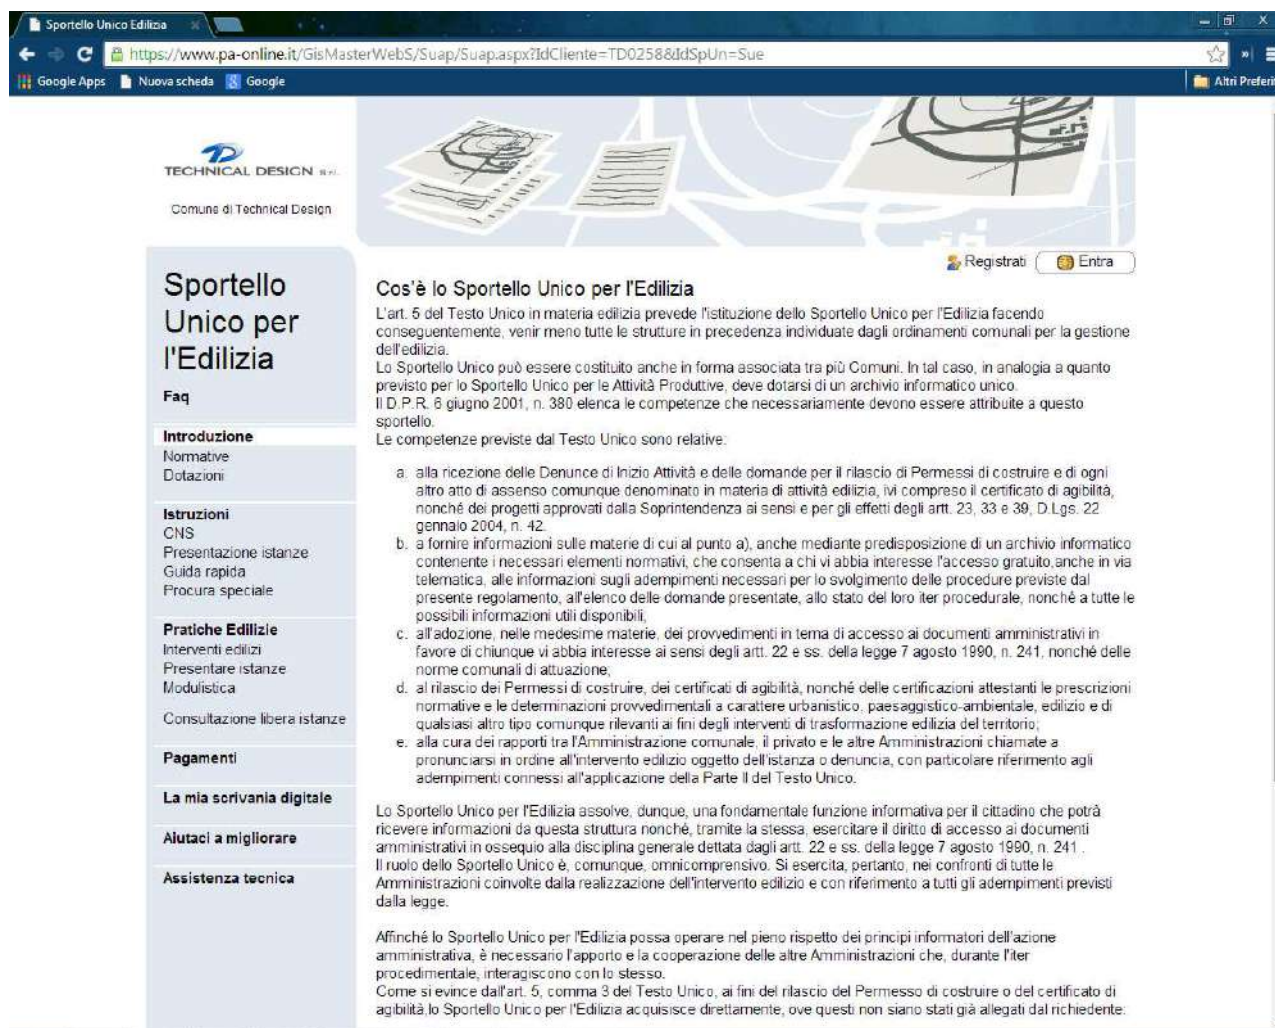 Sportello Unico Edilizia
https://www.pa-online.it/GisMasterWebS/Suap/Suap.aspx?IdCliente=TD0258&IdSpUn=Sue
Google Apps Nuova scheda Google Altri Preferi
TECHNICAL DESIGN s.r.l.
Comune di Technical Design
Registrati Entra
Sportello
Unico per
l'Edilizia
Faq
Introduzione
Normative
Dotazioni
Istruzioni
CNS
Presentazione istanze
Guida rapida
Procura speciale
Pratiche Edilizie
Interventi edilizi
Presentare istanze
Modulistica
Consultazione libera istanze
Pagamenti
La mia scrivania digitale
Aiutaci a migliorare
Assistenza tecnica
Cos'è lo Sportello Unico per l'Edilizia
L'art. 5 del Testo Unico in materia edilizia prevede l'istituzione dello Sportello Unico per l'Edilizia facendo
conseguentemente, venir meno tutte le strutture in precedenza individuate dagli ordinamenti comunali per la gestione
dell'edilizia.
Lo Sportello Unico può essere costituito anche in forma associata tra più Comuni. In tal caso, in analogia a quanto
previsto per lo Sportello Unico per le Attività Produttive, deve dotarsi di un archivio informatico unico.
Il D.P.R. 6 giugno 2001, n. 380 elenca le competenze che necessariamente devono essere attribuite a questo
sportello.
Le competenze previste dal Testo Unico sono relative:
a. alla ricezione delle Denunce di Inizio Attività e delle domande per il rilascio di Permessi di costruire e di ogni
altro atto di assenso comunque denominato in materia di attività edilizia, ivi compreso il certificato di agibilità,
nonché dei progetti approvati dalla Soprintendenza ai sensi e per gli effetti degli artt. 23, 33 e 39, D.Lgs. 22
gennaio 2004, n. 42.
b. a fornire informazioni sulle materie di cui al punto a), anche mediante predisposizione di un archivio informatico
contenente i necessari elementi normativi, che consenta a chi vi abbia interesse l'accesso gratuito,anche in via
telematica, alle informazioni sugli adempimenti necessari per lo svolgimento delle procedure previste dal
presente regolamento, all'elenco delle domande presentate, allo stato del loro iter procedurale, nonché a tutte le
possibili informazioni utili disponibili;
c. all'adozione, nelle medesime materie, dei provvedimenti in tema di accesso ai documenti amministrativi in
favore di chiunque vi abbia interesse ai sensi degli artt. 22 e ss. della legge 7 agosto 1990, n. 241, nonché delle
norme comunali di attuazione;
d. al rilascio dei Permessi di costruire, dei certificati di agibilità, nonché delle certificazioni attestanti le prescrizioni
normative e le determinazioni provvedimentali a carattere urbanistico, paesaggistico-ambientale, edilizio e di
qualsiasi altro tipo comunque rilevanti ai fini degli interventi di trasformazione edilizia del territorio;
e. alla cura dei rapporti tra l'Amministrazione comunale, il privato e le altre Amministrazioni chiamate a
pronunciarsi in ordine all'intervento edilizio oggetto dell'istanza o denuncia, con particolare riferimento agli
adempimenti connessi all'applicazione della Parte II del Testo Unico.
Lo Sportello Unico per l'Edilizia assolve, dunque, una fondamentale funzione informativa per il cittadino che potrà
ricevere informazioni da questa struttura nonché, tramite la stessa, esercitare il diritto di accesso ai documenti
amministrativi in ossequio alla disciplina generale dettata dagli artt. 22 e ss. della legge 7 agosto 1990, n. 241 .
Il ruolo dello Sportello Unico è, comunque, omnicomprensivo. Si esercita, pertanto, nei confronti di tutte le
Amministrazioni coinvolte dalla realizzazione dell'intervento edilizio e con riferimento a tutti gli adempimenti previsti
dalla legge.
Affinché lo Sportello Unico per l'Edilizia possa operare nel pieno rispetto dei principi informatori dell'azione
amministrativa, è necessario l'apporto e la cooperazione delle altre Amministrazioni che, durante l'iter
procedimentale, interagiscono con lo stesso.
Come si evince dall'art. 5, comma 3 del Testo Unico, ai fini del rilascio del Permesso di costruire o del certificato di
agibilità,lo Sportello Unico per l'Edilizia acquisisce direttamente, ove questi non siano stati già allegati dal richiedente: